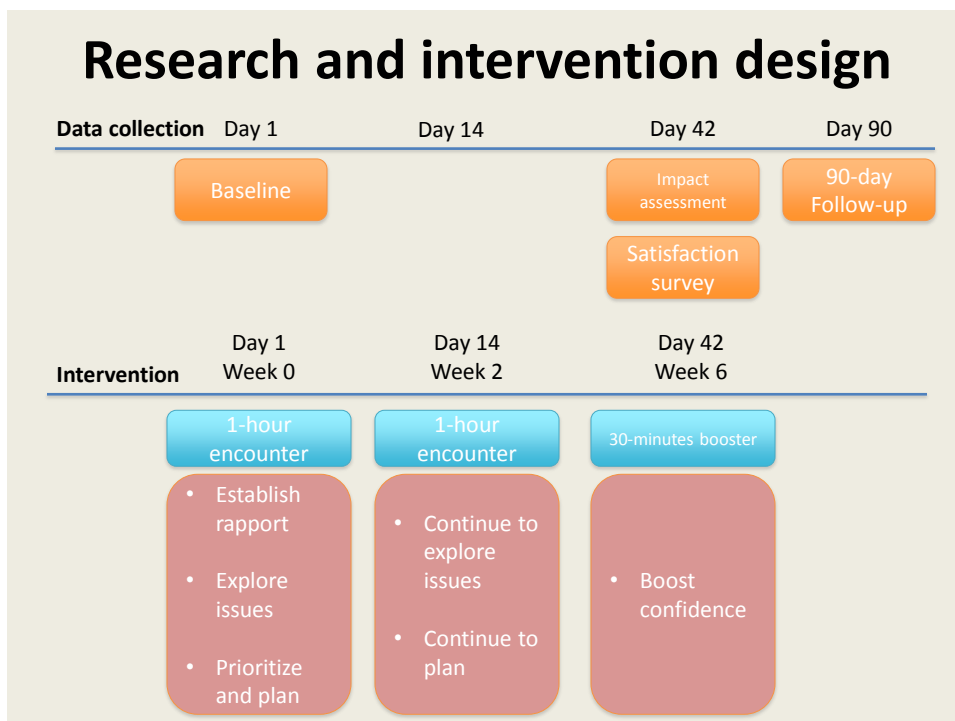 Research and intervention design
Data collection Day 1 Day 14 Day 42 Day 90
Baseline
Impact
assessment
90-day
Follow-up
Satisfaction
survey
Day 1
Week 0
Day 14
Week 2
Day 42
Week 6
Intervention
1-hour
encounter
1-hour
encounter
30-minutes booster
• Establish
rapport
• Explore
issues
• Prioritize
and plan
• Continue to
explore
issues
• Continue to
plan
• Boost
confidence